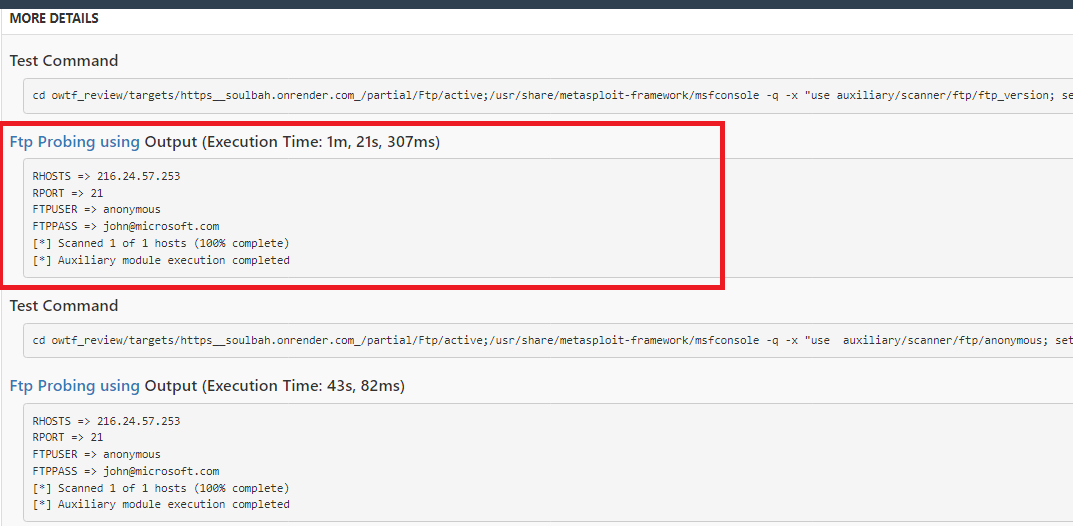 MORE DETAILS
Test Command
cd owtf_review/targets/https__soulbah.onrender.com_/partial/Ftp/active;/usr/share/metasploit-framework/msfconsole -q -x "use auxiliary/scanner/ftp/ftp_version; se
Ftp Probing using Output (Execution Time: 1m, 21s, 307ms)
RHOSTS => 216.24.57.253
RPORT => 21
FTPUSER => anonymous
FTPPASS => john@microsoft.com
[*] Scanned 1 of 1 hosts (100% complete)
[*] Auxiliary module execution completed
Test Command
cd owtf_review/targets/https__soulbah.onrender.com_/partial/Ftp/active;/usr/share/metasploit-framework/msfconsole -q -x "use  auxiliary/scanner/ftp/anonymous; set
Ftp Probing using Output (Execution Time: 43s, 82ms)
RHOSTS => 216.24.57.253
RPORT => 21
FTPUSER => anonymous
FTPPASS => john@microsoft.com
[*] Scanned 1 of 1 hosts (100% complete)
[*] Auxiliary module execution completed